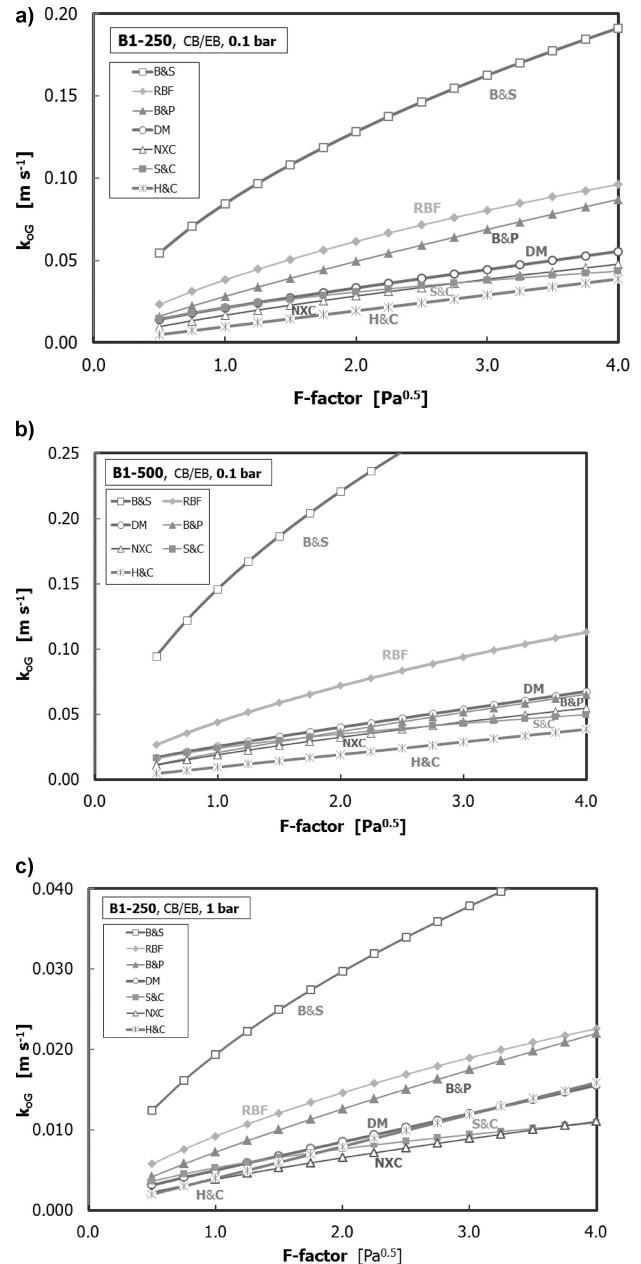 a)
0.20
0.15
0.10
0.05
0.00
k_oG [m s⁻¹]
B1-250, CB/EB, 0.1 bar
B&S
RBF
B&P
DM
NXC
S&C
H&C
B&S
RBF
B&P
DM
S&C
NXC
H&C
0.0 1.0 2.0 3.0 4.0
F-factor [Pa⁰·⁵]
b)
0.25
0.20
0.15
0.10
0.05
0.00
k_oG [m s⁻¹]
B1-500, CB/EB, 0.1 bar
B&S RBF
DM B&P
NXC S&C
H&C
B&S
RBF
DM
B&P
S&C
NXC
H&C
0.0 1.0 2.0 3.0 4.0
F-factor [Pa⁰·⁵]
c)
0.040
0.030
0.020
0.010
0.000
k_oG [m s⁻¹]
B1-250, CB/EB, 1 bar
B&S
RBF
B&P
DM
S&C
NXC
H&C
B&S
B&P
RBF
DM S&C
NXC
H&C
0.0 1.0 2.0 3.0 4.0
F-factor [Pa⁰·⁵]